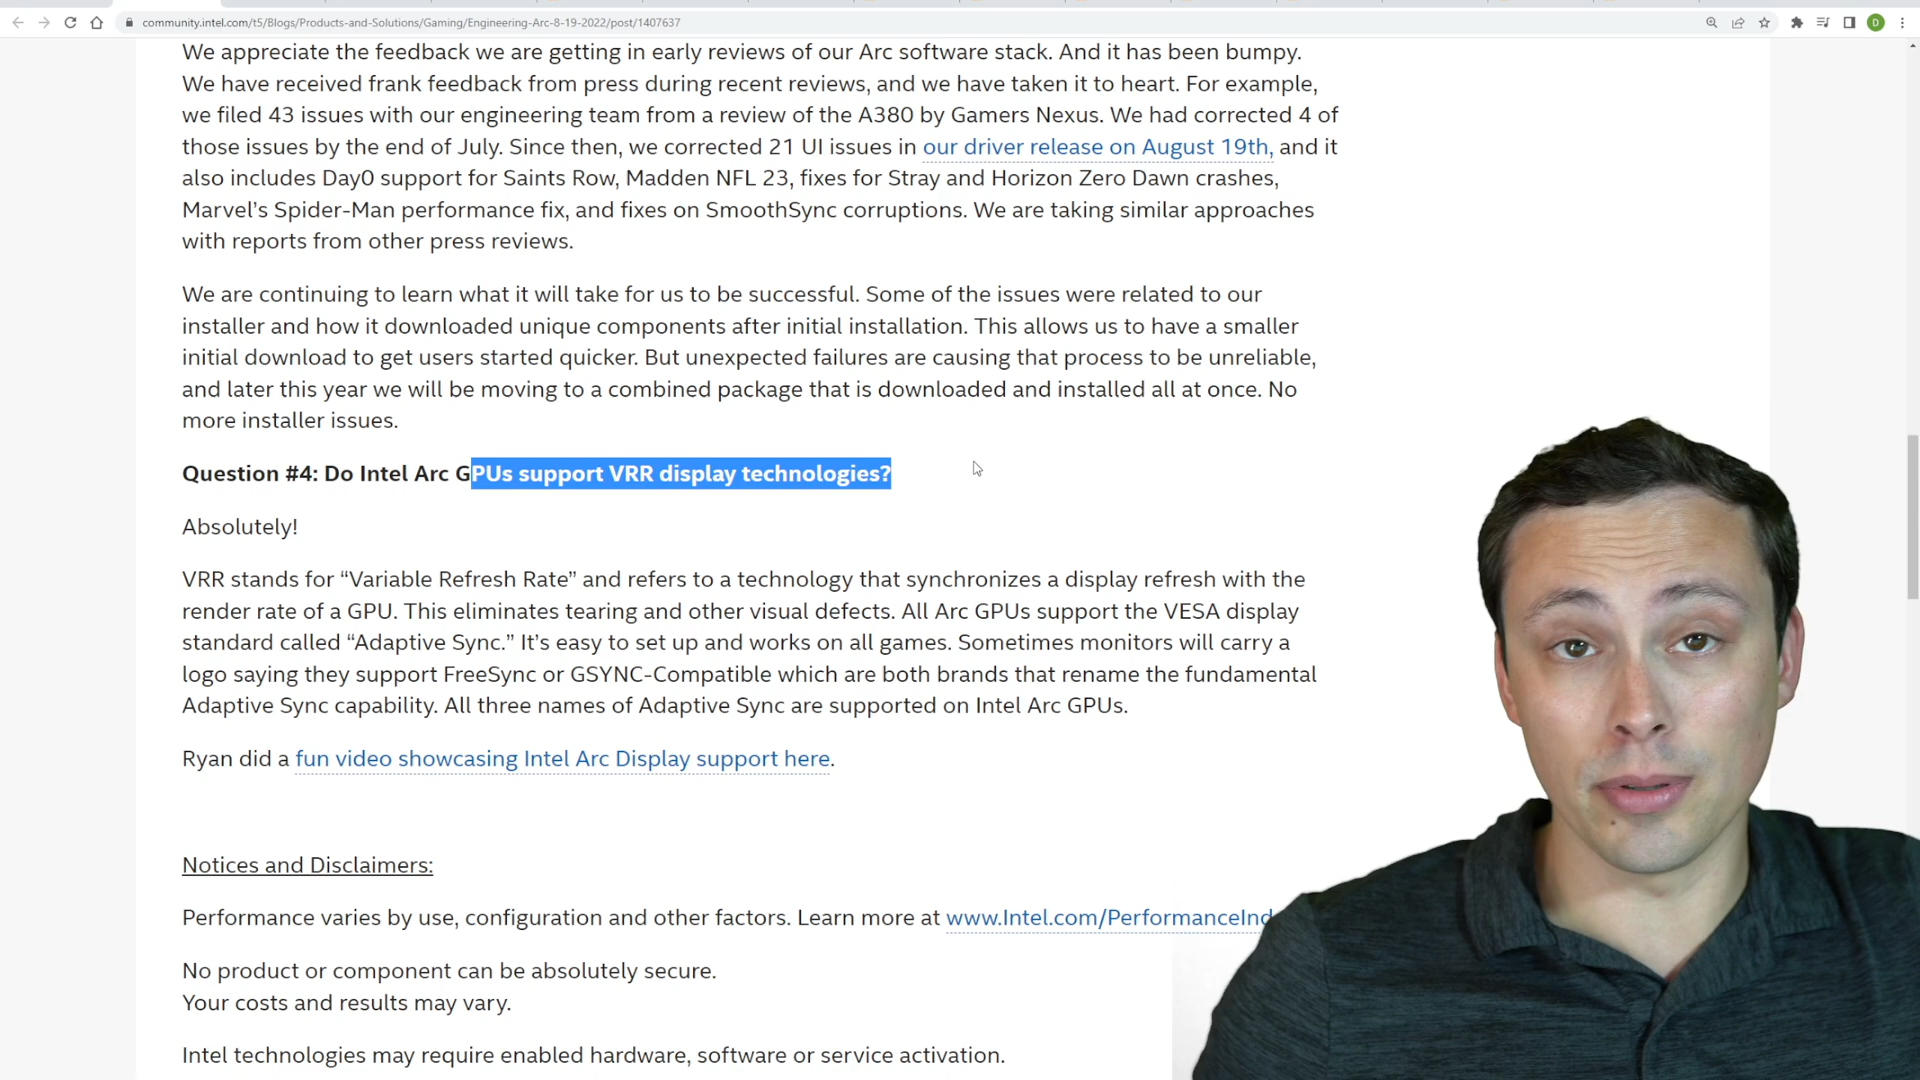 community.intel.com/t5/Blogs/Products-and-Solutions/Gaming/Engineering-Arc-8-19-2022/post/1407637
D
We appreciate the feedback we are getting in early reviews of our Arc software stack. And it has been bumpy.
We have received frank feedback from press during recent reviews, and we have taken it to heart. For example,
we filed 43 issues with our engineering team from a review of the A380 by Gamers Nexus. We had corrected 4 of
those issues by the end of July. Since then, we corrected 21 UI issues in our driver release on August 19th, and it
also includes Day0 support for Saints Row, Madden NFL 23, fixes for Stray and Horizon Zero Dawn crashes,
Marvel’s Spider-Man performance fix, and fixes on SmoothSync corruptions. We are taking similar approaches
with reports from other press reviews.
We are continuing to learn what it will take for us to be successful. Some of the issues were related to our
installer and how it downloaded unique components after initial installation. This allows us to have a smaller
initial download to get users started quicker. But unexpected failures are causing that process to be unreliable,
and later this year we will be moving to a combined package that is downloaded and installed all at once. No
more installer issues.
Question #4: Do Intel Arc GPUs support VRR display technologies?
Absolutely!
VRR stands for “Variable Refresh Rate” and refers to a technology that synchronizes a display refresh with the
render rate of a GPU. This eliminates tearing and other visual defects. All Arc GPUs support the VESA display
standard called “Adaptive Sync.” It’s easy to set up and works on all games. Sometimes monitors will carry a
logo saying they support FreeSync or GSYNC-Compatible which are both brands that rename the fundamental
Adaptive Sync capability. All three names of Adaptive Sync are supported on Intel Arc GPUs.
Ryan did a fun video showcasing Intel Arc Display support here.
Notices and Disclaimers:
Performance varies by use, configuration and other factors. Learn more at www.Intel.com/PerformanceInd
No product or component can be absolutely secure.
Your costs and results may vary.
Intel technologies may require enabled hardware, software or service activation.